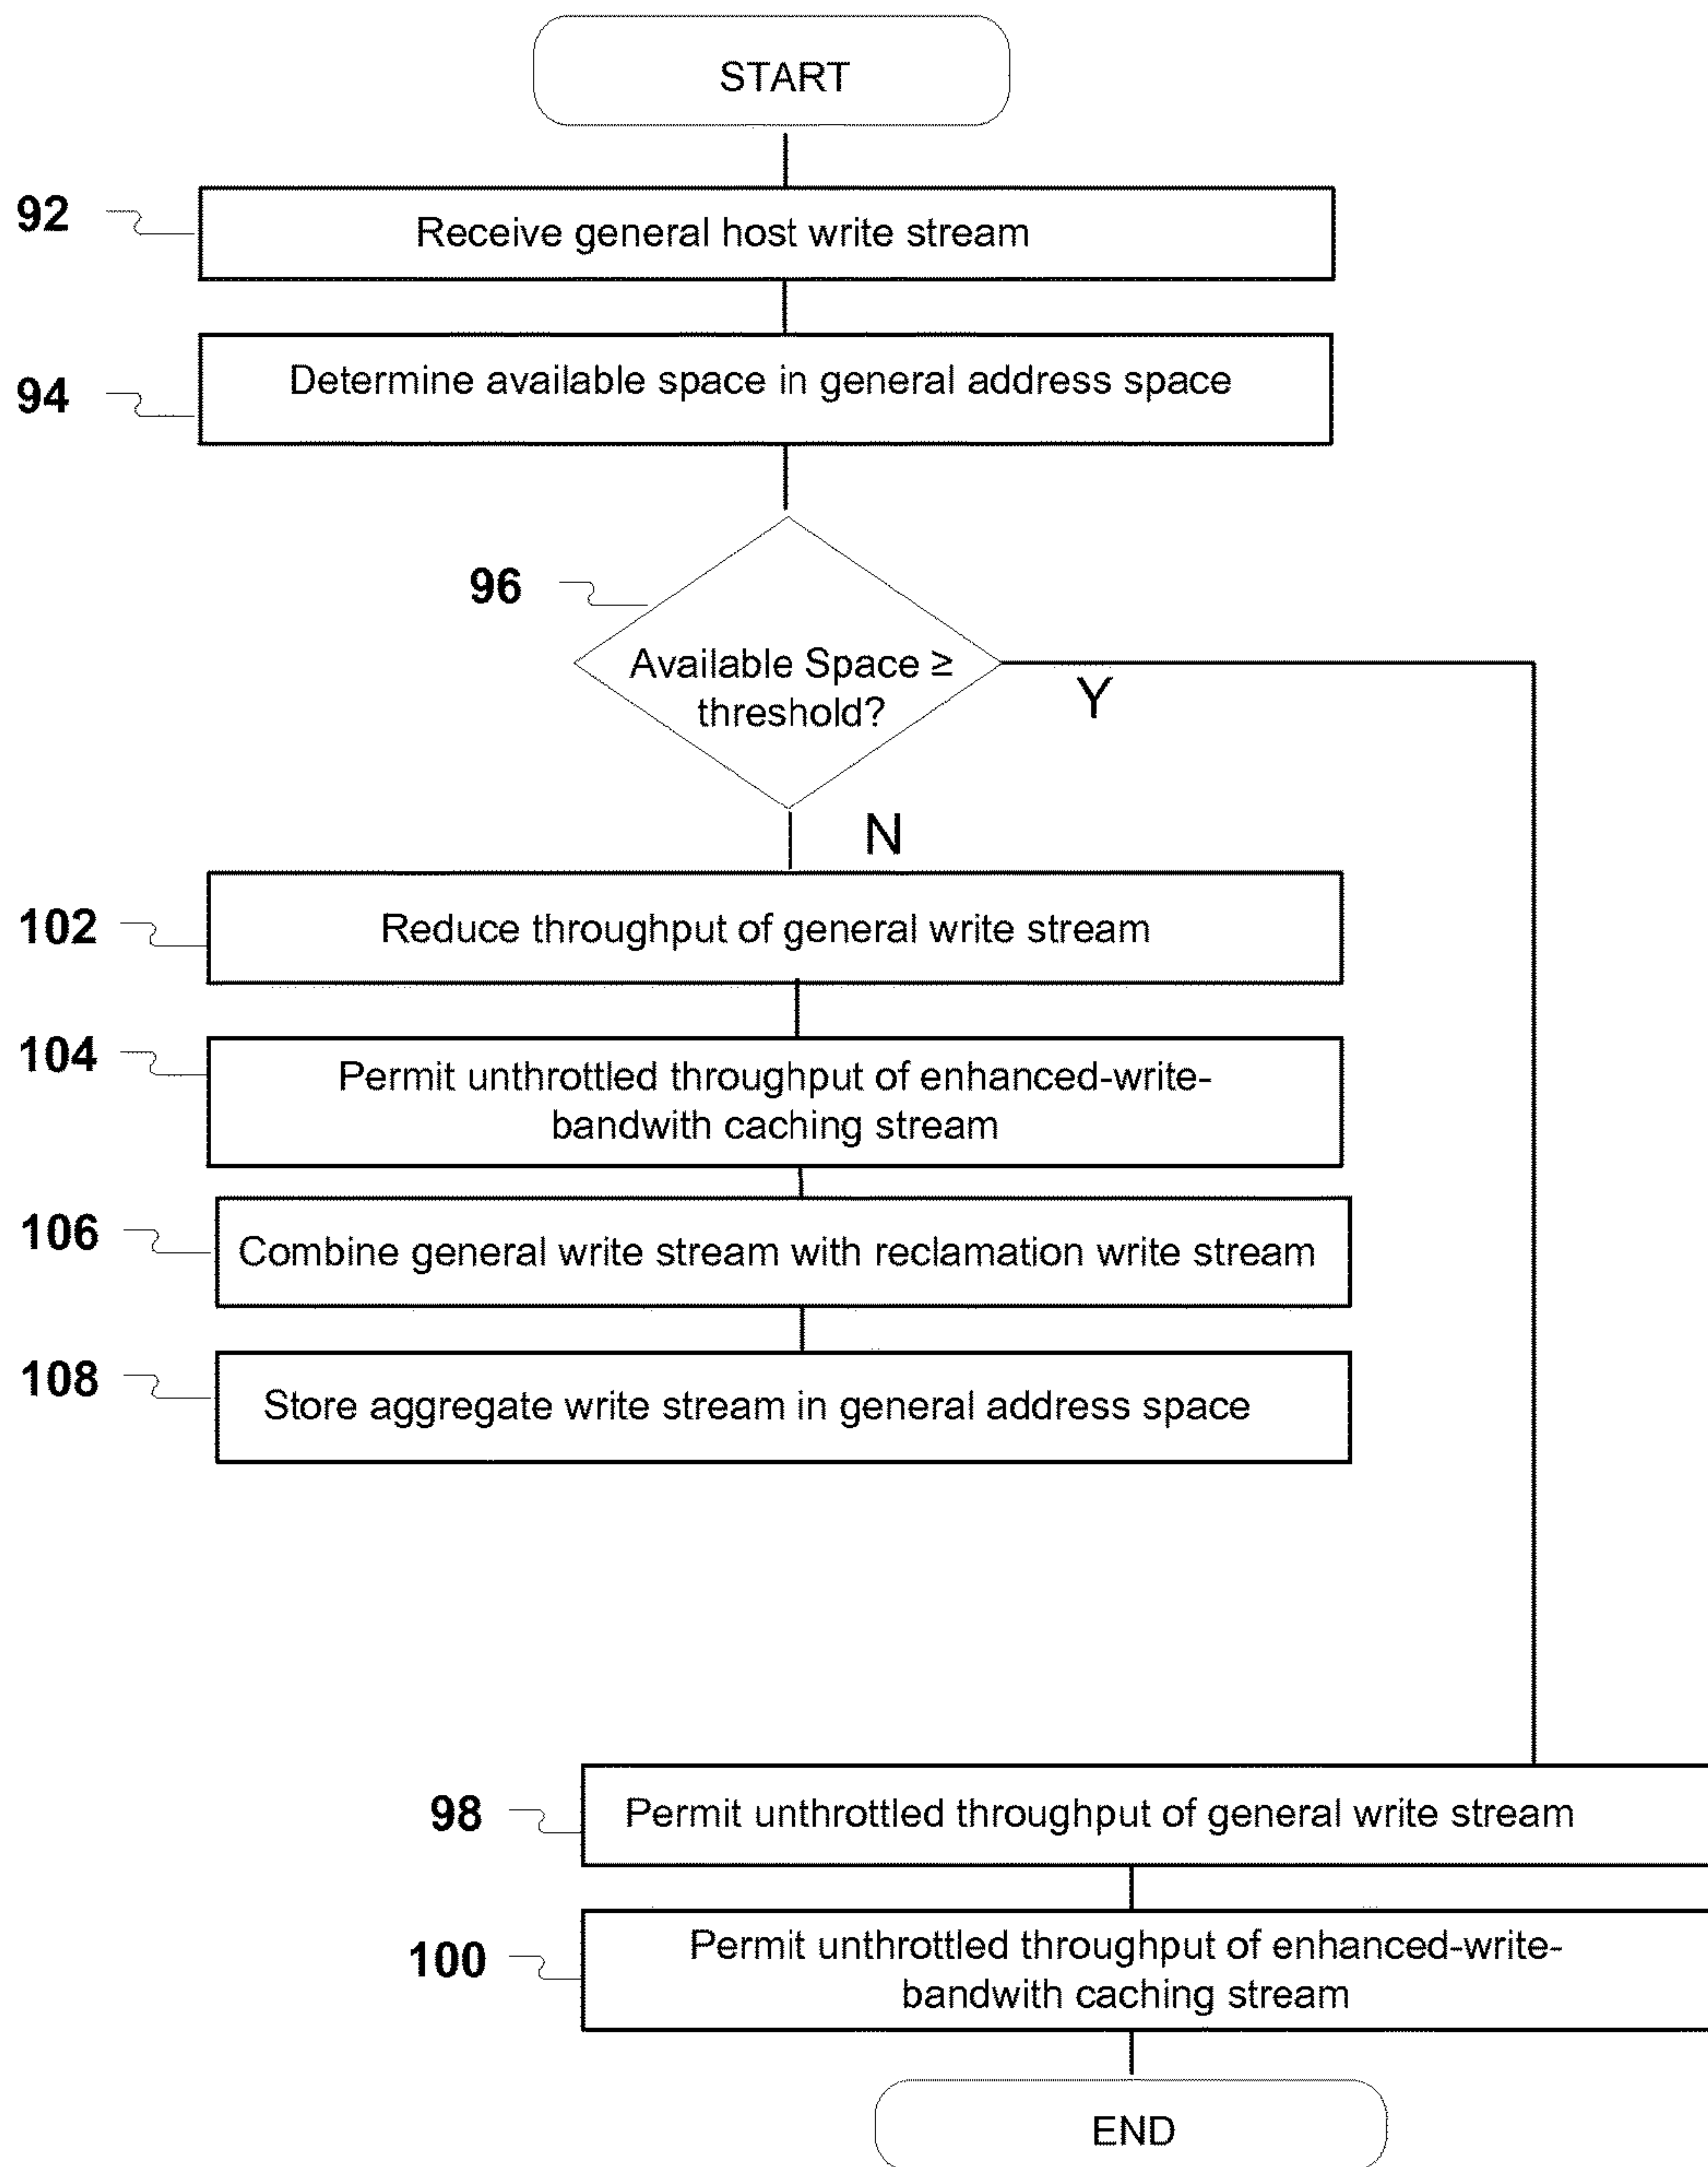 START
92
Receive general host write stream
94
Determine available space in general address space
96
Available Space ≥
threshold?
Y
N
102
Reduce throughput of general write stream
104
Permit unthrottled throughput of enhanced-write-
bandwith caching stream
106
Combine general write stream with reclamation write stream
108
Store aggregate write stream in general address space
98
Permit unthrottled throughput of general write stream
100
Permit unthrottled throughput of enhanced-write-
bandwith caching stream
END